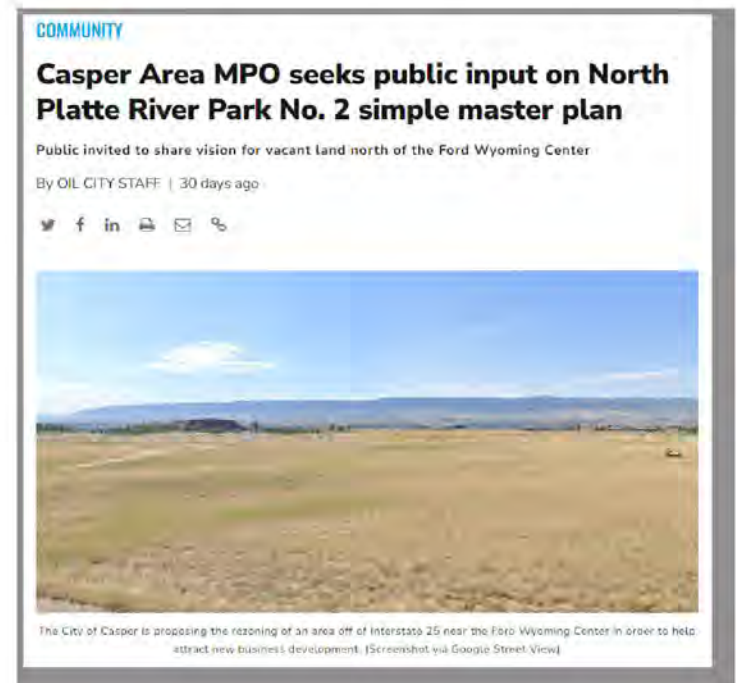 COMMUNITY
Casper Area MPO seeks public input on North
Platte River Park No. 2 simple master plan
Public invited to share vision for vacant land north of the Ford Wyoming Center
By OIL CITY STAFF | 30 days ago
The City of Casper is proposing the rezoning of an area off of Interstate 25 near the Ford Wyoming Center in order to help
attract new business development. (Screenshot via Google Street View)